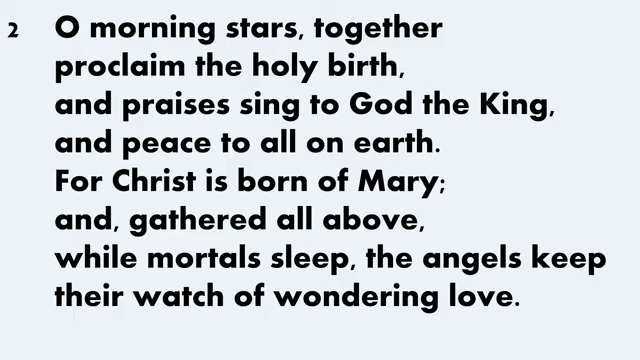 2 O morning stars, together
proclaim the holy birth,
and praises sing to God the King,
and peace to all on earth.
For Christ is born of Mary;
and, gathered all above,
while mortals sleep, the angels keep
their watch of wondering love.